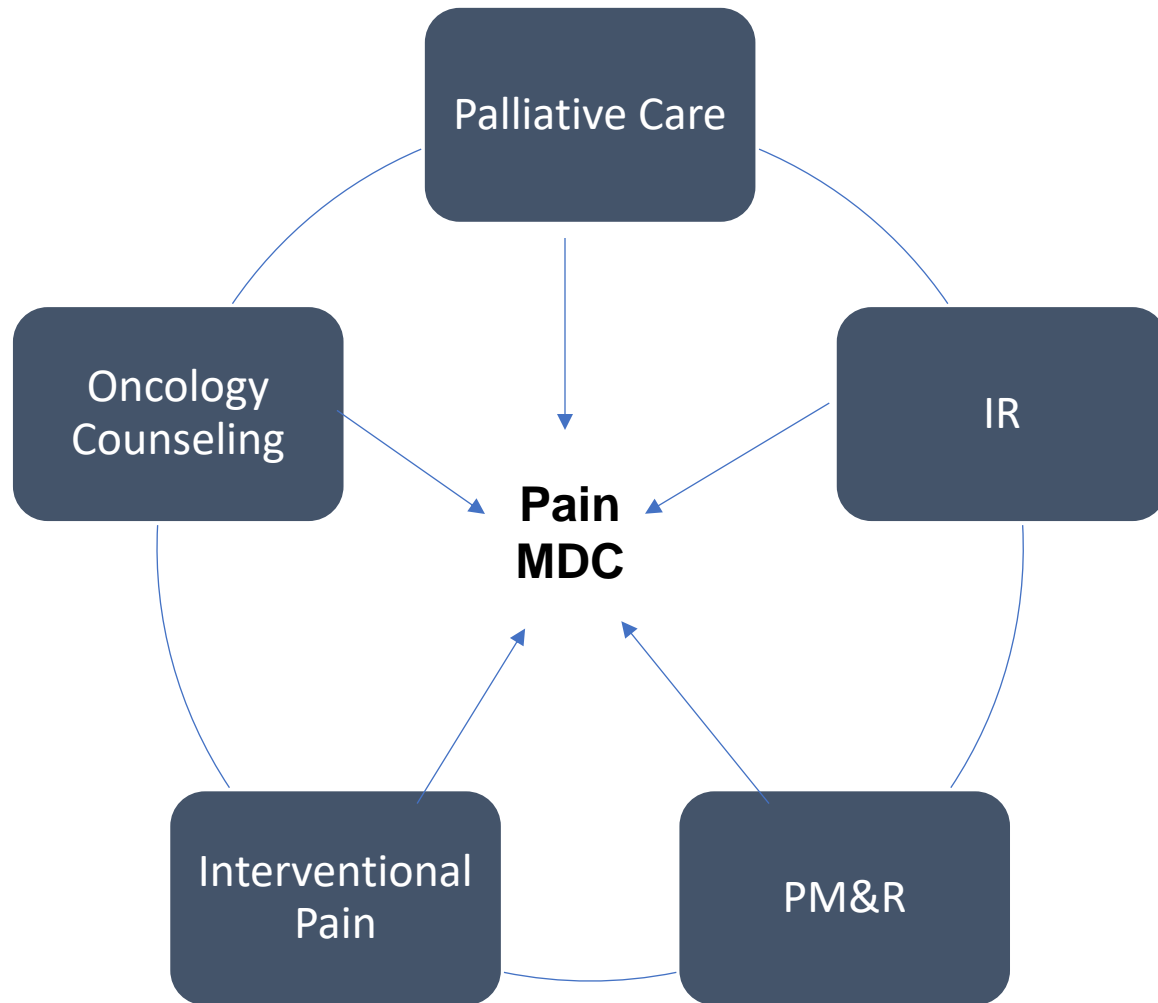 Palliative Care
Oncology
Counseling
IR
Pain
MDC
Interventional
Pain
PM&R